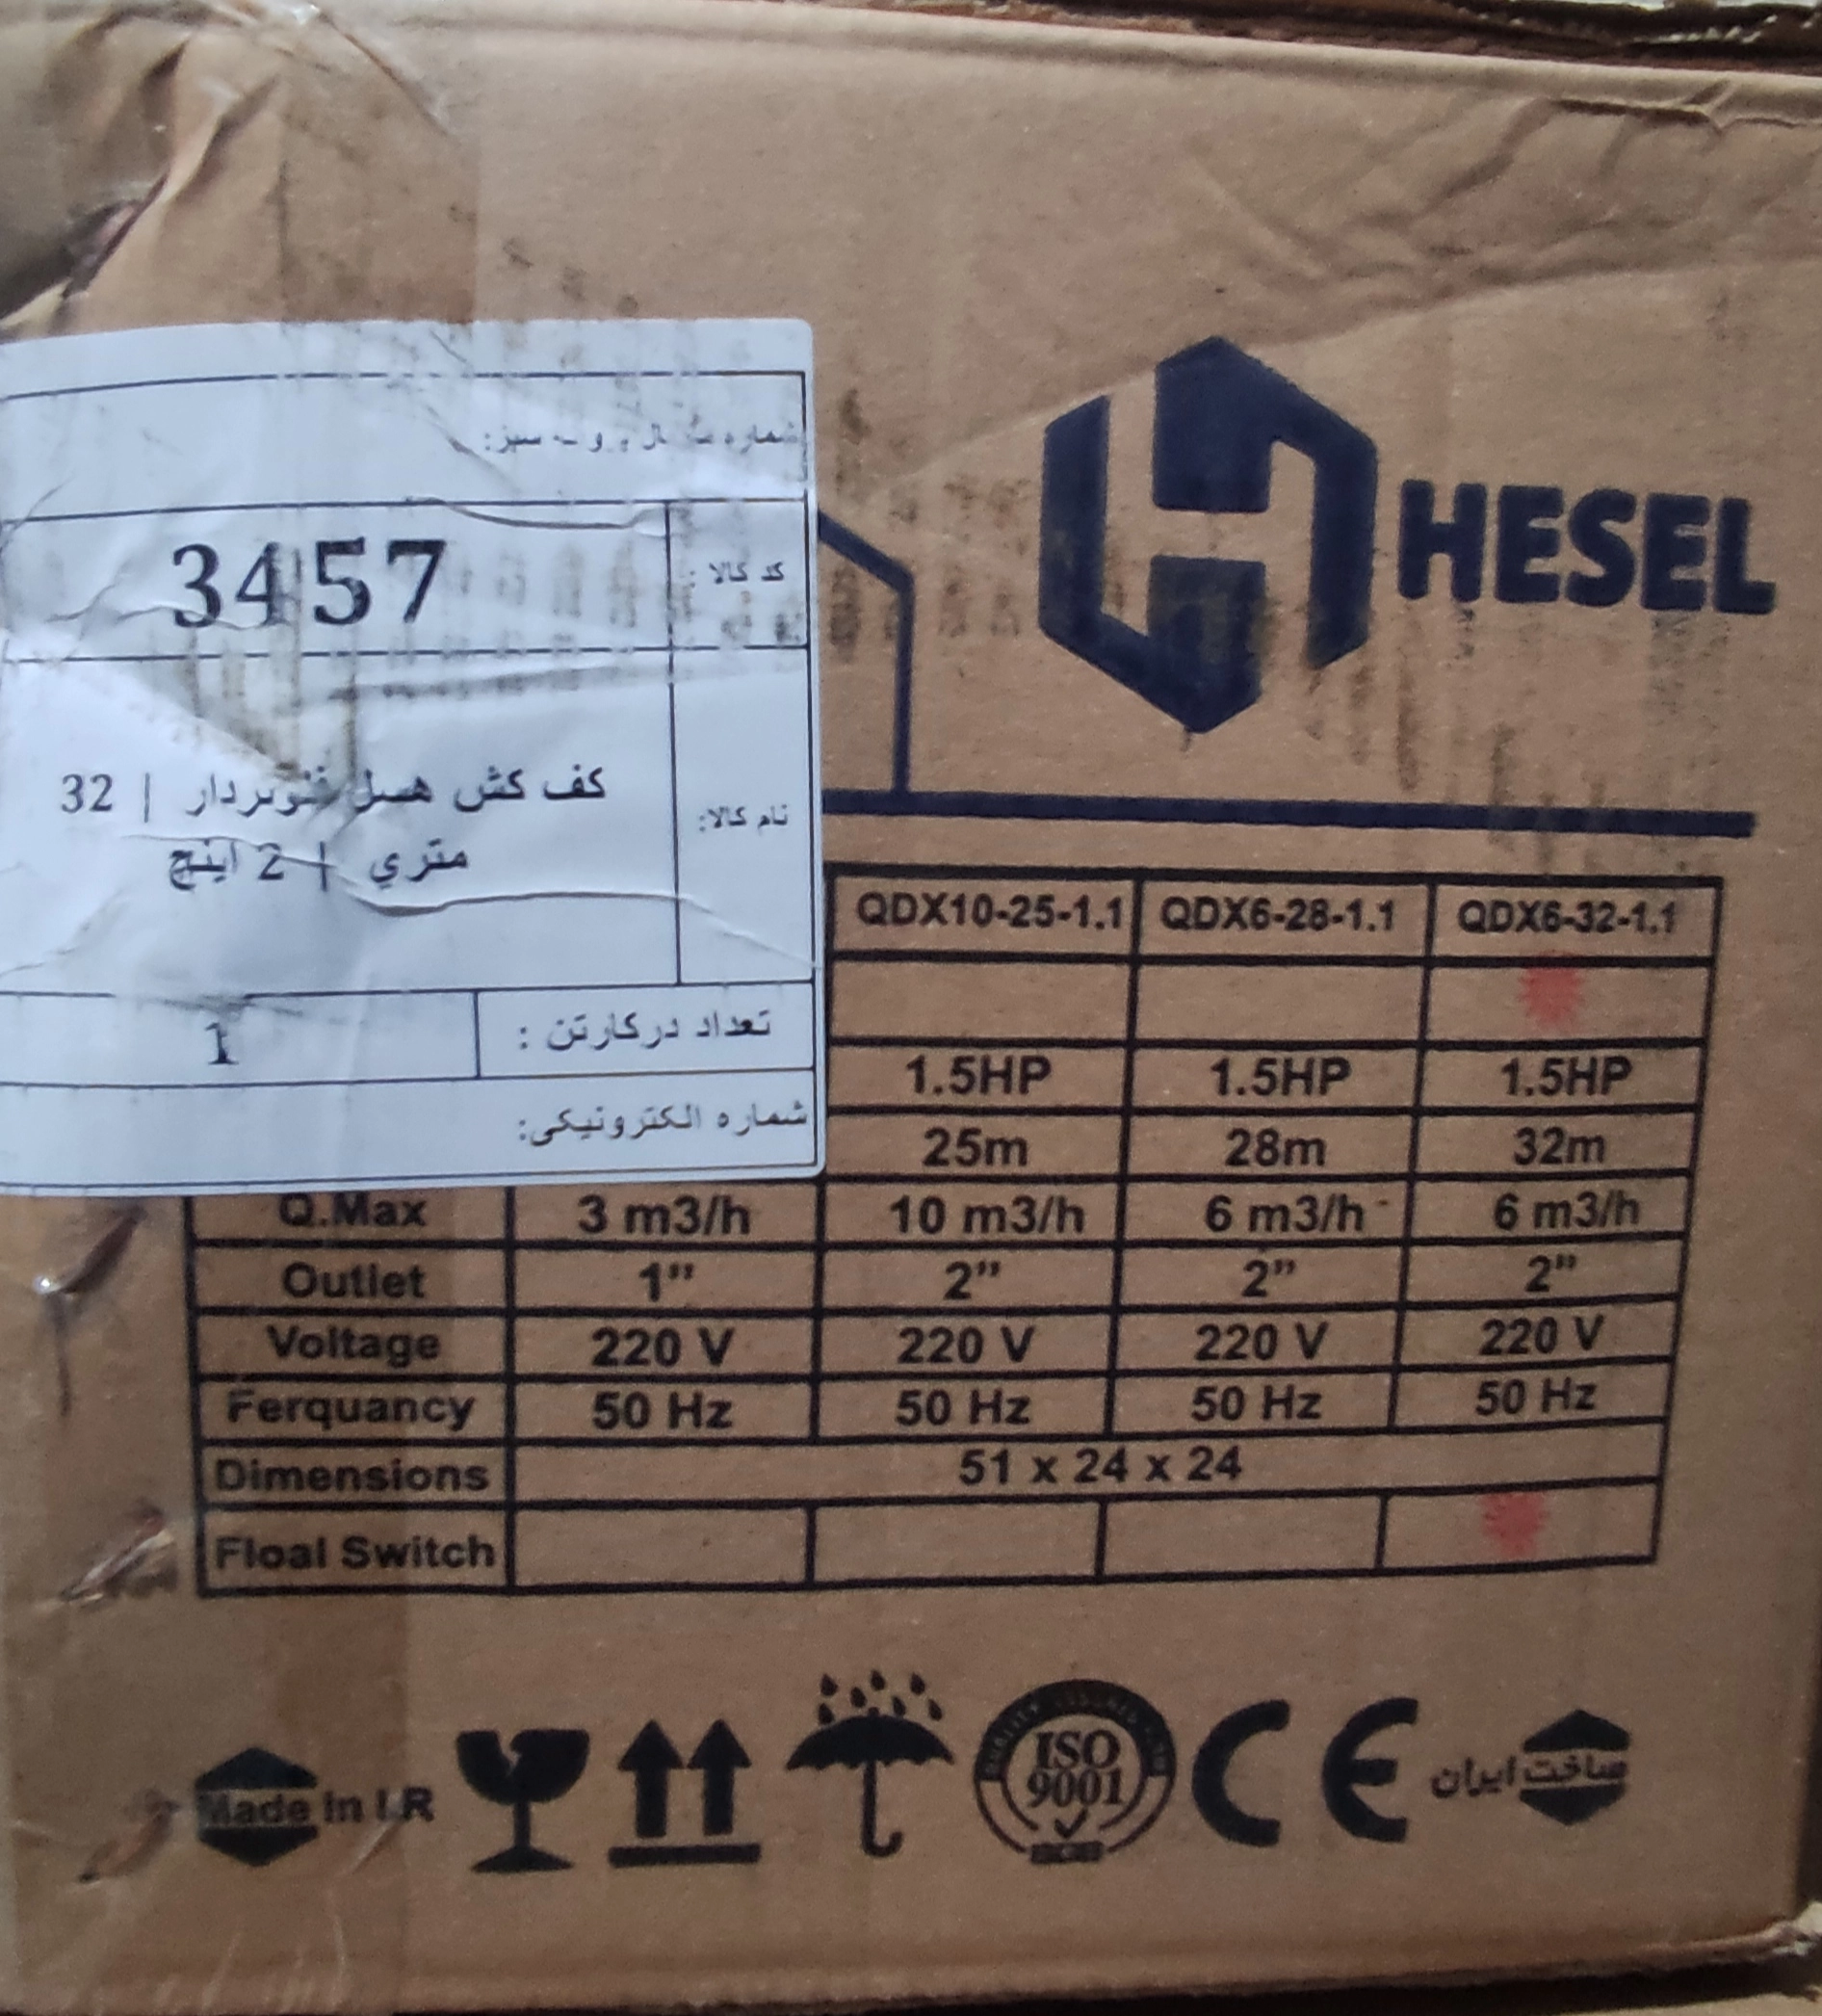 HESEL
شماره
سبز:
کد کالا : 3457
نام کالا: کف کش هسل فلوتردار | 32
متري | 2 اينچ
تعداد درکارتن : 1
شماره الکترونیکی:
QDX10-25-1.1 QDX6-28-1.1 QDX6-32-1.1
1.5HP 1.5HP 1.5HP
25m 28m 32m
Q.Max 3 m3/h 10 m3/h 6 m3/h 6 m3/h
Outlet 1" 2" 2" 2"
Voltage 220 V 220 V 220 V 220 V
Ferquancy 50 Hz 50 Hz 50 Hz 50 Hz
Dimensions 51 x 24 x 24
Floal Switch
Made in I.R
ISO
9001
CE
ساخت ایران